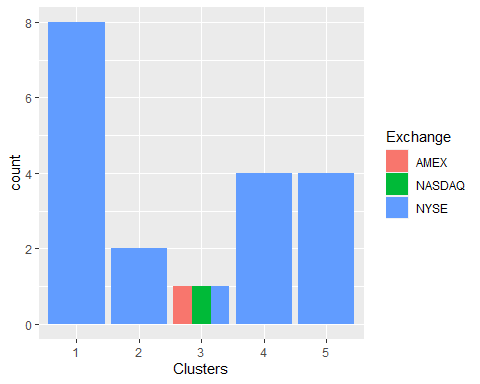 8
6
4
2
0
count
1 2 3 4 5
Clusters
Exchange
AMEX
NASDAQ
NYSE